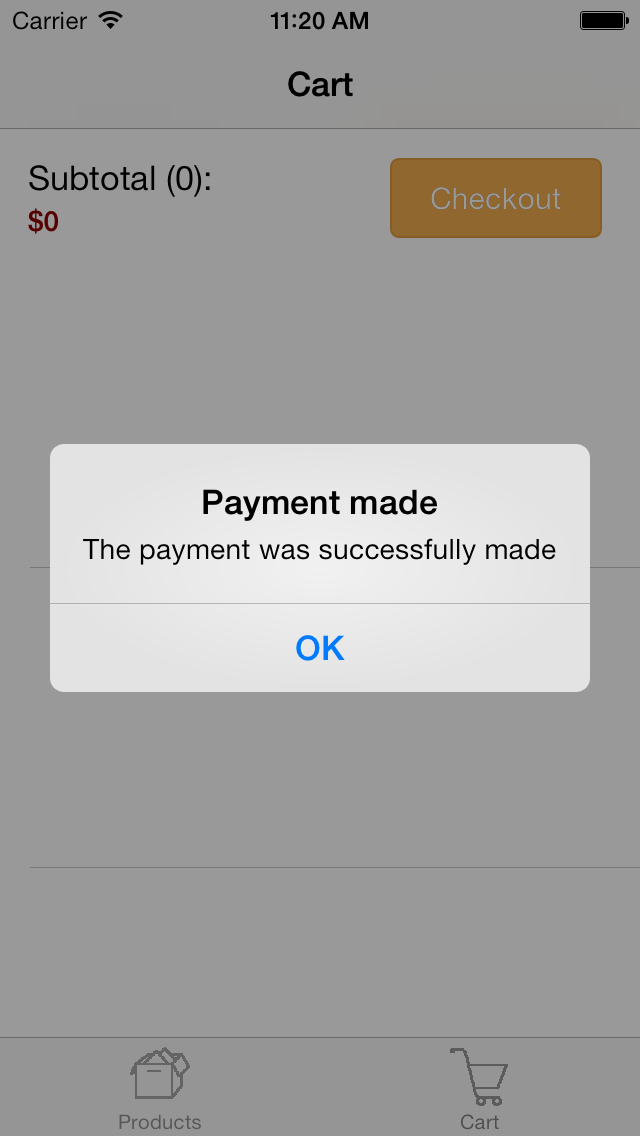 Carrier 11:20 AM
Cart
Subtotal (0):
$0
Checkout
Payment made
The payment was successfully made
OK
Products
Cart